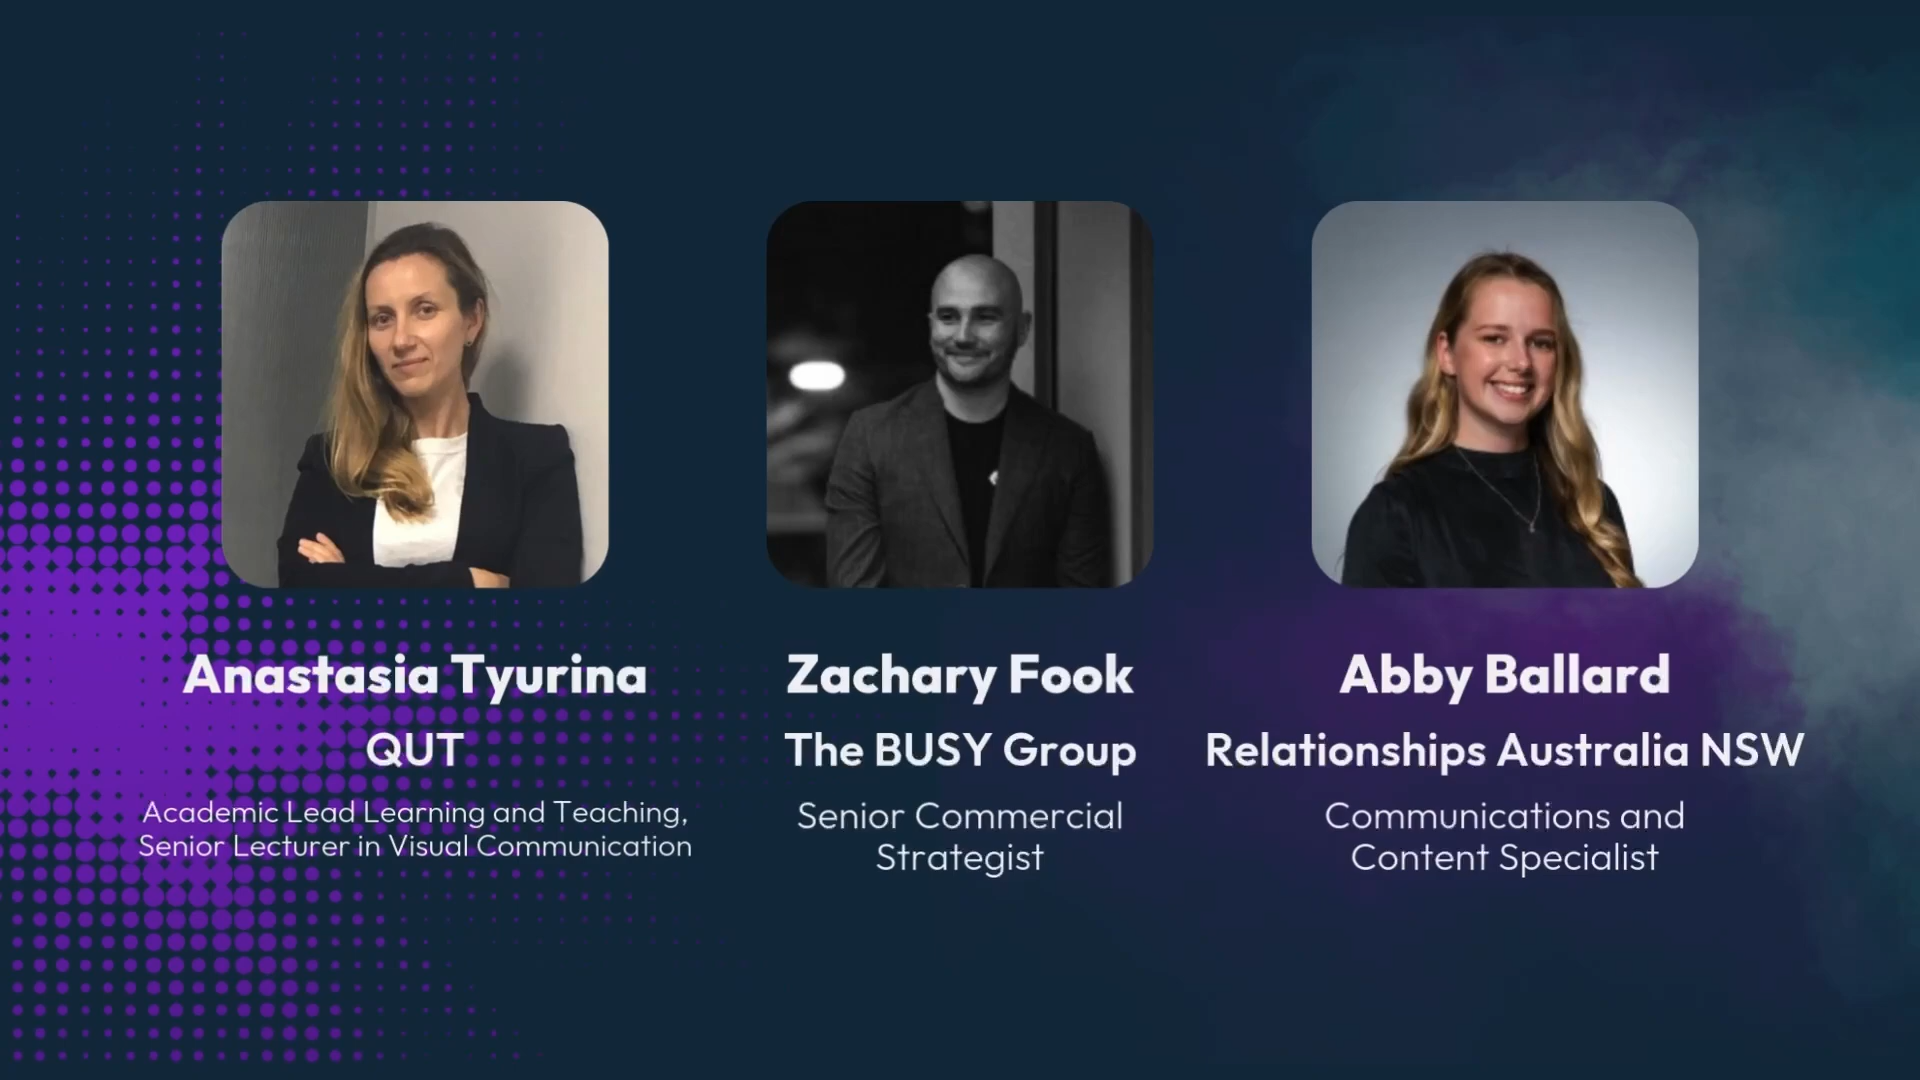 Anastasia Tyurina
QUT
Academic Lead Learning and Teaching,
Senior Lecturer in Visual Communication
Zachary Fook
The BUSY Group
Senior Commercial
Strategist
Abby Ballard
Relationships Australia NSW
Communications and
Content Specialist